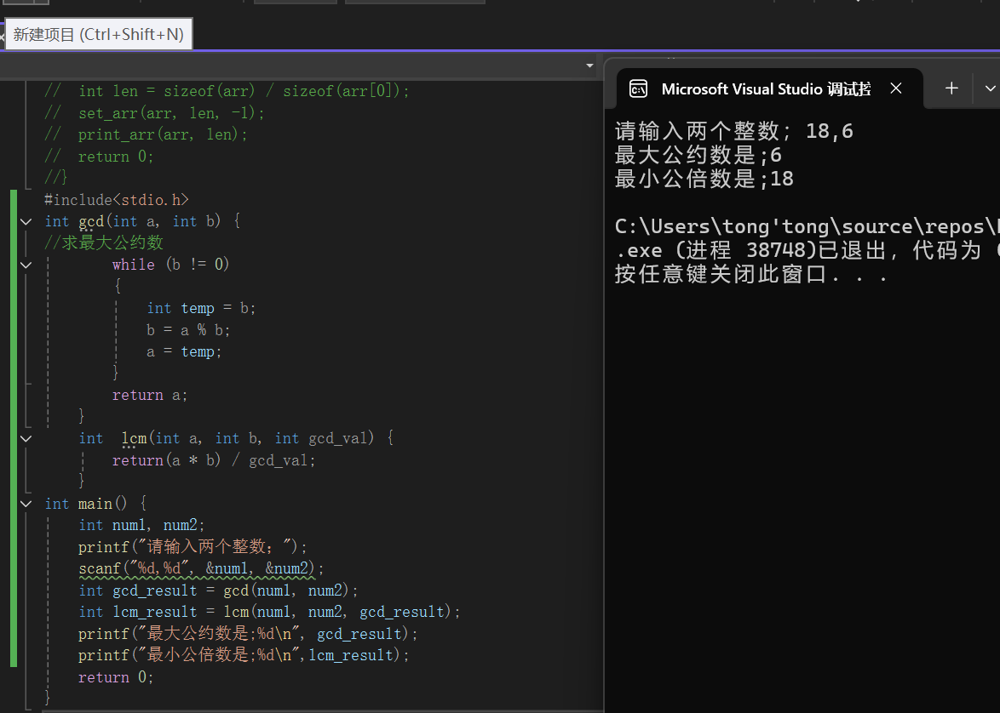 新建项目 (Ctrl+Shift+N)
//  int len = sizeof(arr) / sizeof(arr[0]);
//  set_arr(arr, len, -1);
//  print_arr(arr, len);
//  return 0;
//}
#include<stdio.h>
int gcd(int a, int b) {
//求最大公约数
while (b != 0)
{
int temp = b;
b = a % b;
a = temp;
}
return a;
}
int  lcm(int a, int b, int gcd_val) {
return(a * b) / gcd_val;
}
int main() {
int num1, num2;
printf("请输入两个整数；");
scanf("%d,%d", &num1, &num2);
int gcd_result = gcd(num1, num2);
int lcm_result = lcm(num1, num2, gcd_result);
printf("最大公约数是;%d\n", gcd_result);
printf("最小公倍数是;%d\n",lcm_result);
return 0;
}
Microsoft Visual Studio 调试控
请输入两个整数；18,6
最大公约数是;6
最小公倍数是;18
C:\Users\tong'tong\source\repos\
.exe (进程 38748)已退出，代码为
按任意键关闭此窗口. . .